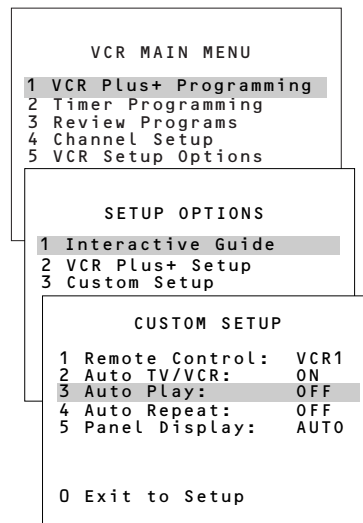 VCR MAIN MENU
1 VCR Plus+ Programming
2 Timer Programming
3 Review Programs
4 Channel Setup
5 VCR Setup Options
SETUP OPTIONS
1 Interactive Guide
2 VCR Plus+ Setup
3 Custom Setup
CUSTOM SETUP
1 Remote Control: VCR1
2 Auto TV/VCR: ON
3 Auto Play: OFF
4 Auto Repeat: OFF
5 Panel Display: AUTO
0 Exit to Setup